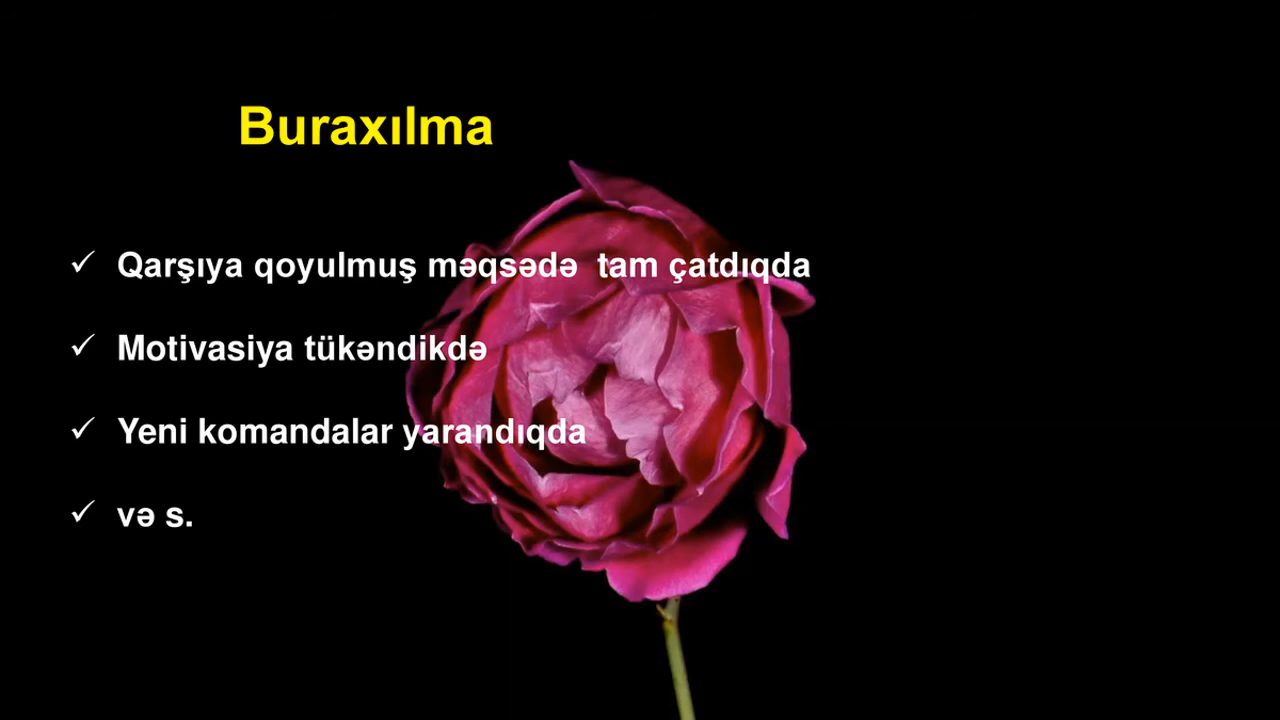 Buraxılma
✓ Qarşıya qoyulmuş məqsədə tam çatdıqda
✓ Motivasiya tükəndikdə
✓ Yeni komandalar yarandıqda
✓ və s.